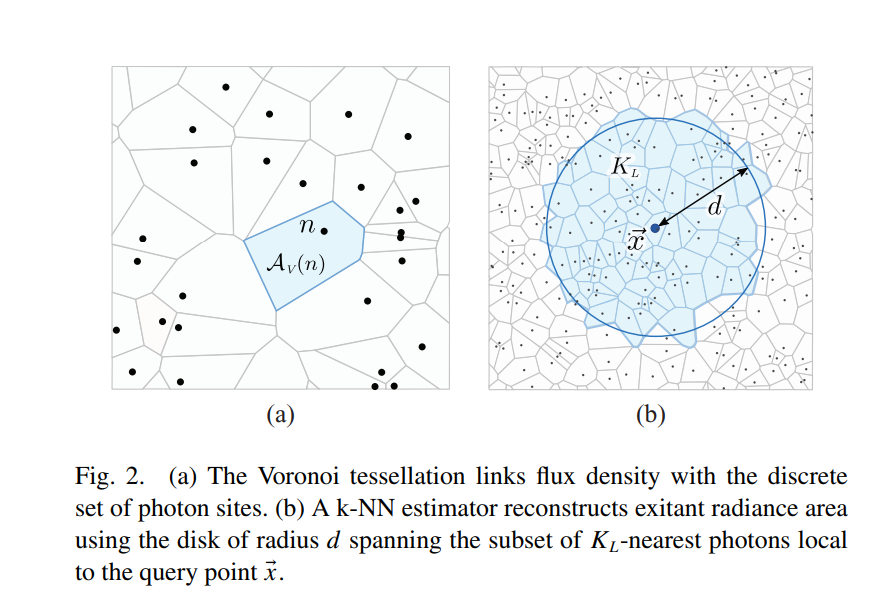 n
A_V(n)
K_L
d
x⃗
(a)
(b)
Fig. 2. (a) The Voronoi tessellation links flux density with the discrete
set of photon sites. (b) A k-NN estimator reconstructs exitant radiance area
using the disk of radius d spanning the subset of K_L-nearest photons local
to the query point x⃗.